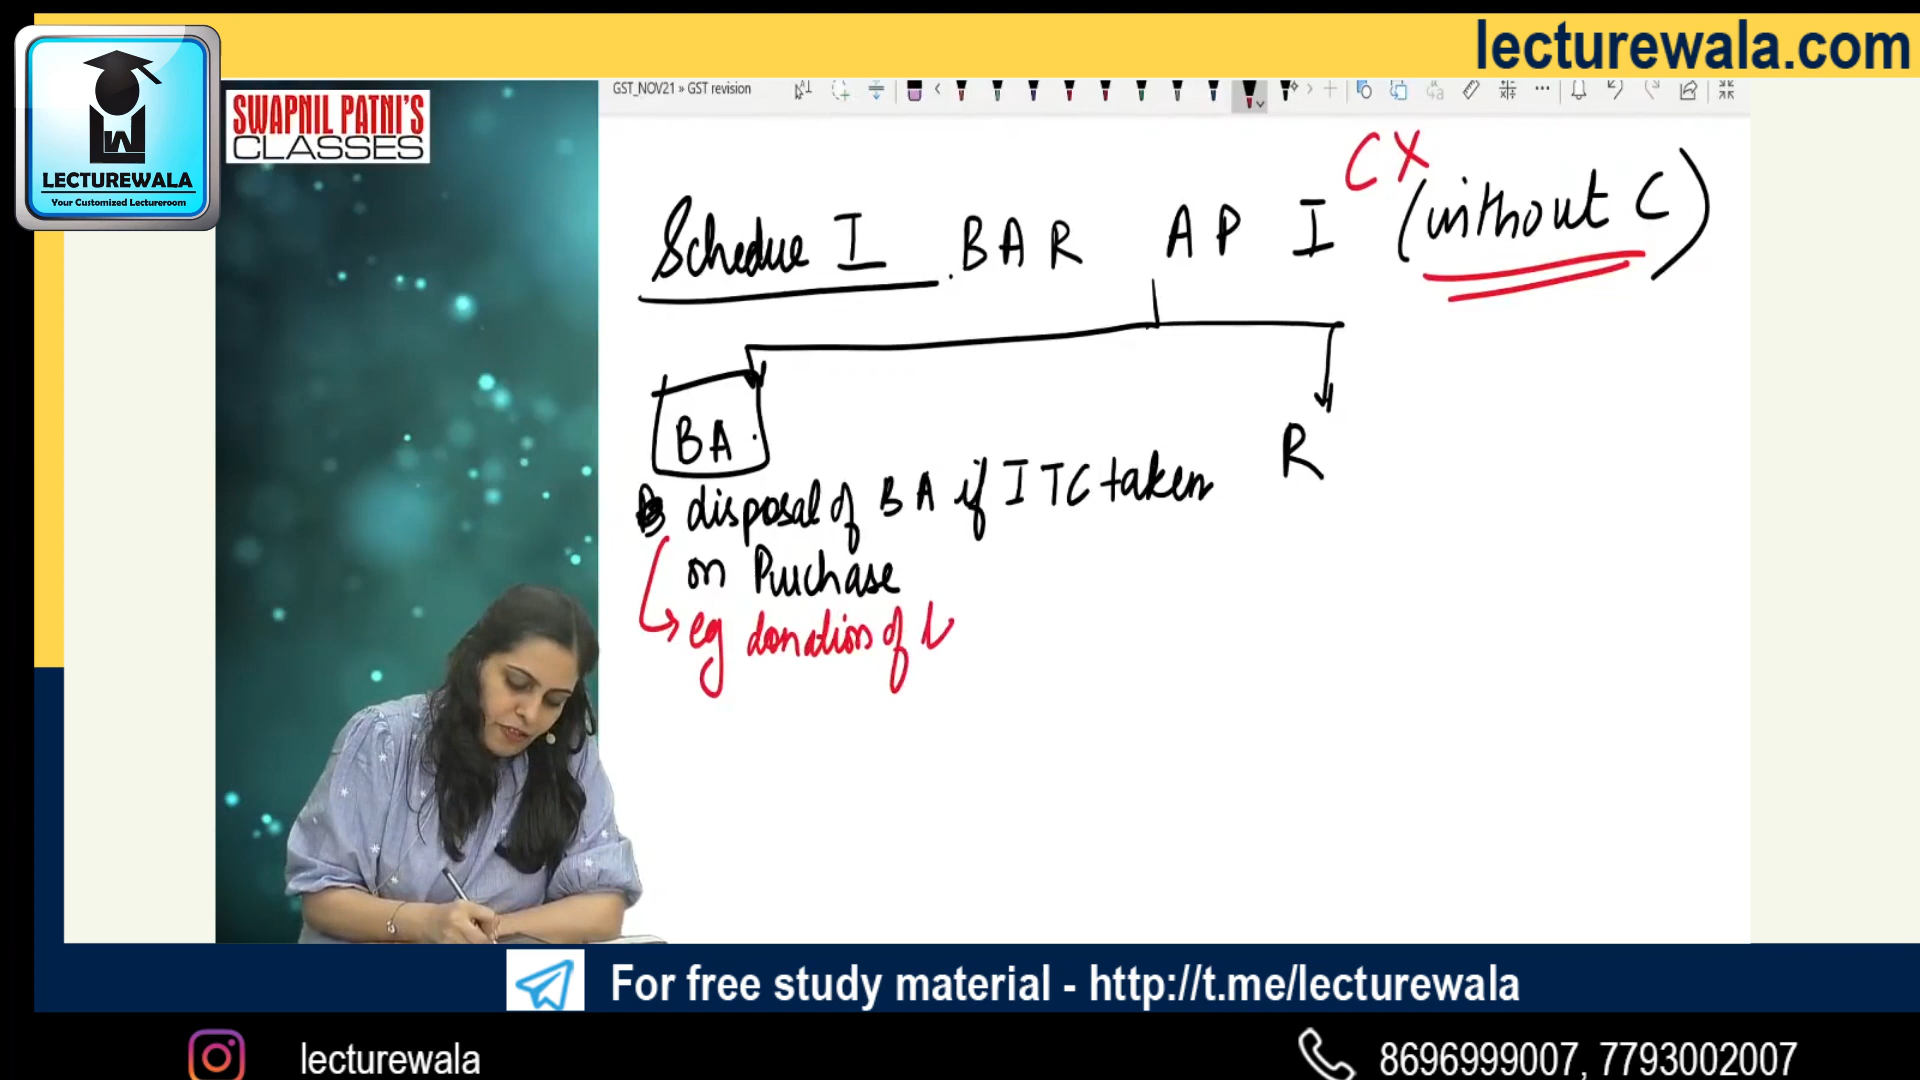 lecturewala.com
LECTUREWALA
Your Customized Lectureroom
SWAPNIL PATNI'S
CLASSES
GST_NOV21 » GST revision
CX
Schedue I BAR AP I (without C)
BA
R
disposal of BA if ITC taken
on Purchase
eg donation of
For free study material - http://t.me/lecturewala
lecturewala
8696999007, 7793002007